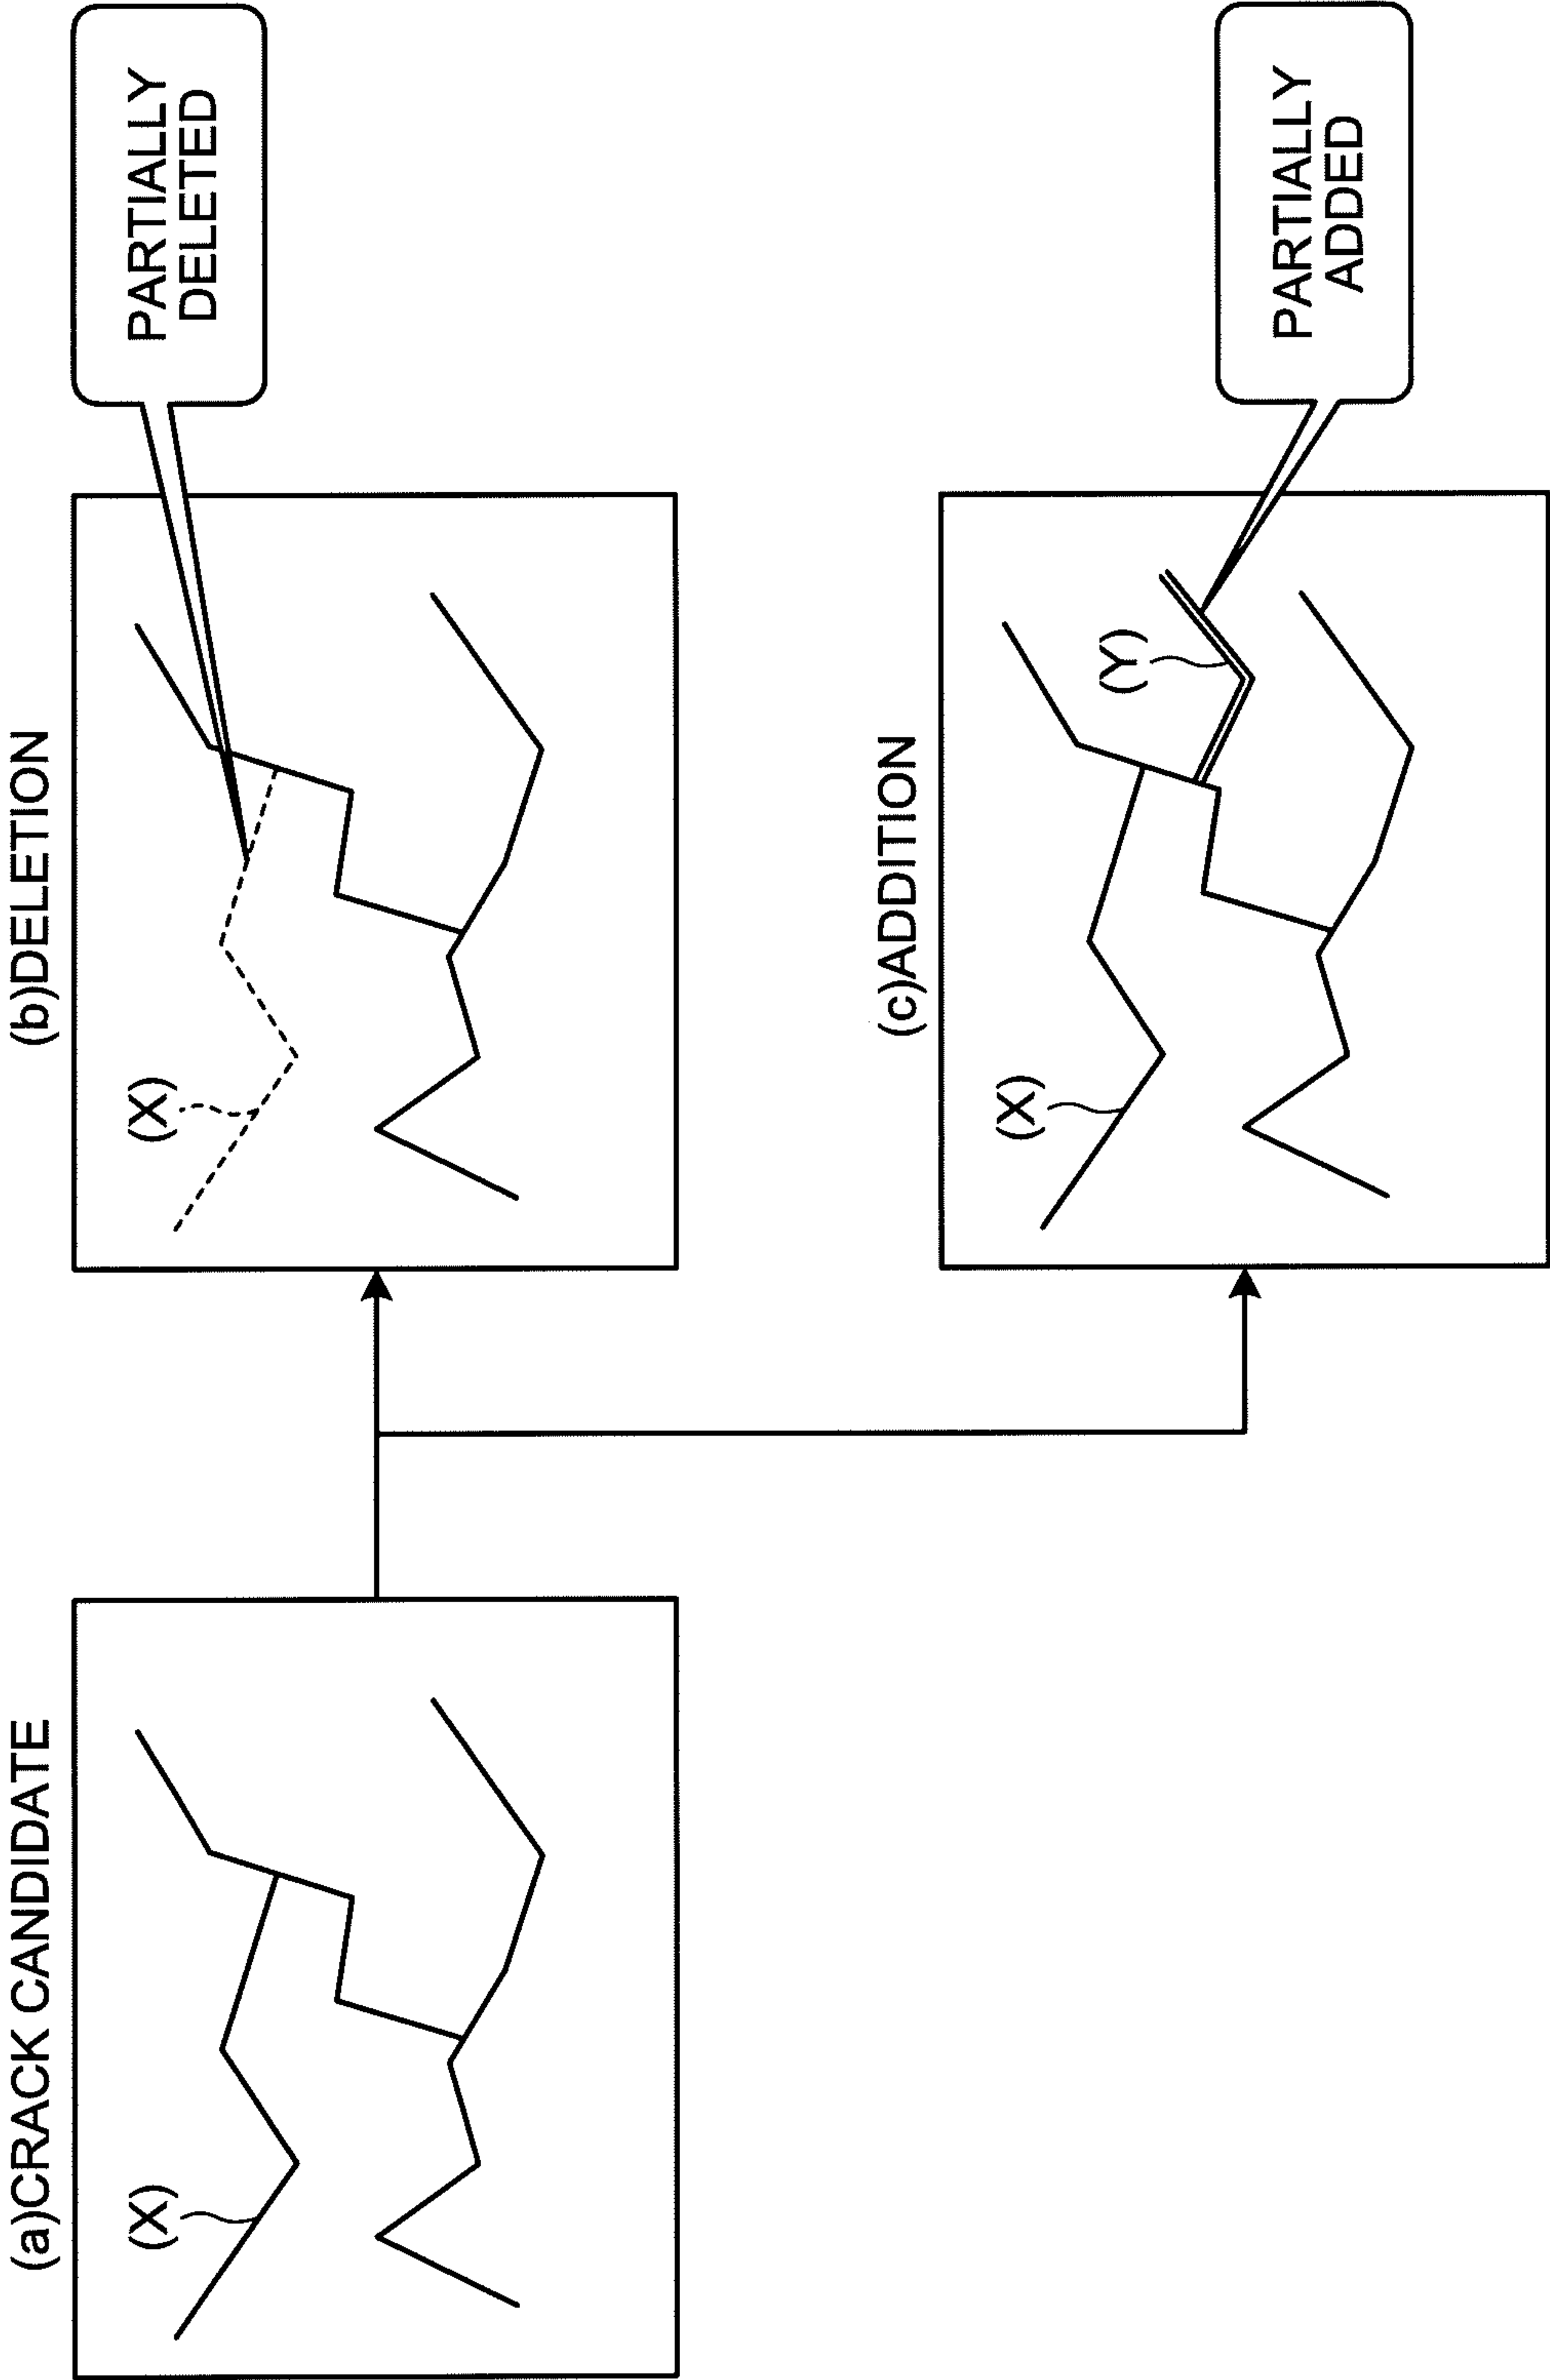 (a)CRACK CANDIDATE
(X)
(b)DELETION
(X)
PARTIALLY
DELETED
(c)ADDITION
(X)
(Y)
PARTIALLY
ADDED